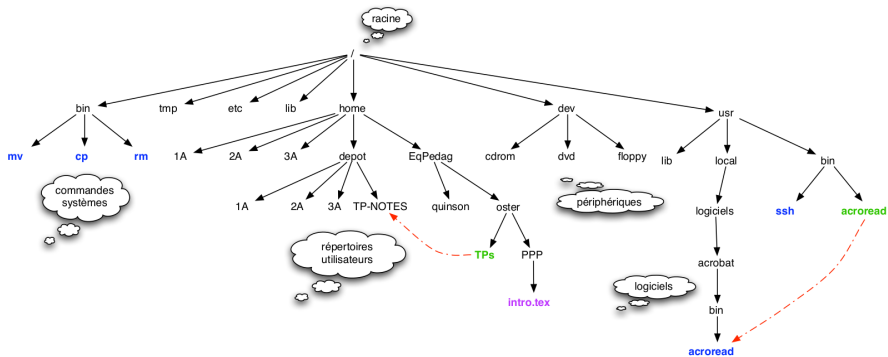 racine
/
bin tmp etc lib home dev usr
mv cp rm 1A 2A 3A depot EqPedag cdrom dvd floppy lib local bin
commandes
systèmes
1A 2A 3A TP-NOTES quinson oster
périphériques
logiciels ssh acroread
répertoires
utilisateurs
TPs PPP
acrobat
intro.tex
logiciels
bin
acroread